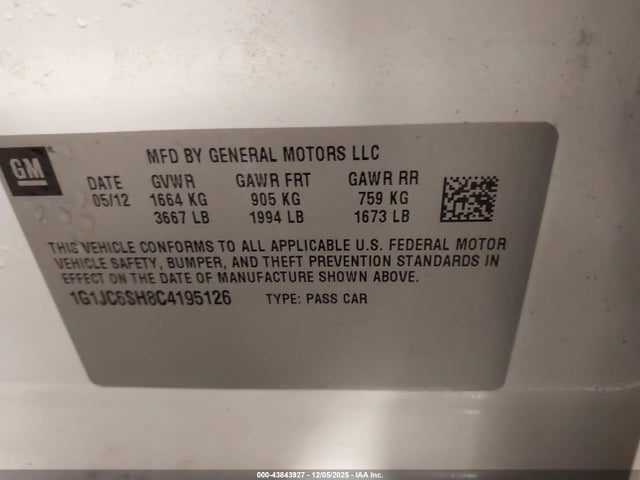 GM
MFD BY GENERAL MOTORS LLC
DATE GVWR GAWR FRT GAWR RR
05/12 1664 KG 905 KG 759 KG
3667 LB 1994 LB 1673 LB
THIS VEHICLE CONFORMS TO ALL APPLICABLE U.S. FEDERAL MOTOR
VEHICLE SAFETY, BUMPER, AND THEFT PREVENTION STANDARDS IN
EFFECT ON THE DATE OF MANUFACTURE SHOWN ABOVE.
1G1JC6SH8C4195126 TYPE: PASS CAR
000-43843927 - 12/05/2025 - IAA Inc.